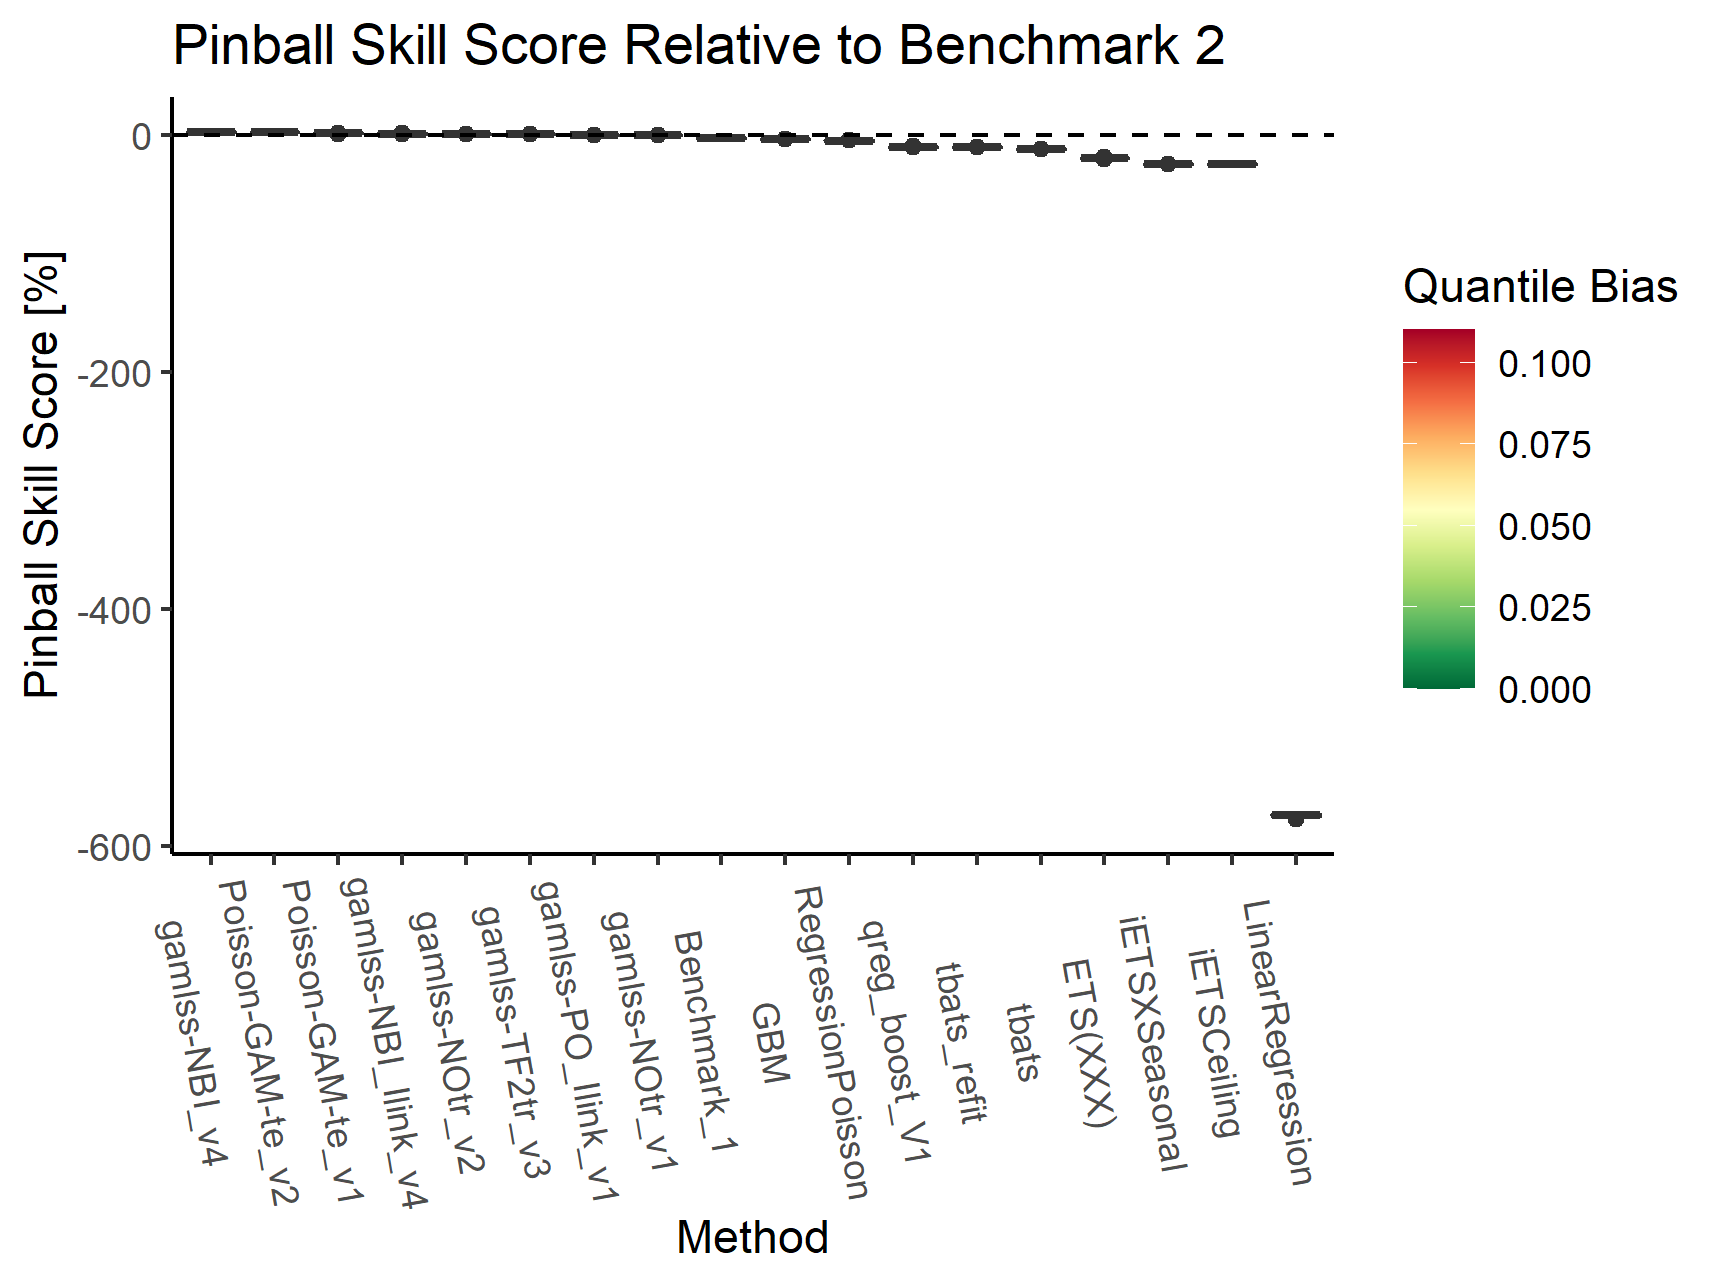 Pinball Skill Score Relative to Benchmark 2
Pinball Skill Score [%]
0
-200
-400
-600
gamlss-NBI_v4
Poisson-GAM-te_v2
Poisson-GAM-te_v1
gamlss-NBI_llink_v4
gamlss-NOtr_v2
gamlss-TF2tr_v3
gamlss-PO_llink_v1
gamlss-NOtr_v1
Benchmark_1
GBM
RegressionPoisson
qreg_boost_V1
tbats_refit
tbats
ETS(XXX)
iETSXSeasonal
iETSCeiling
LinearRegression
Method
Quantile Bias
0.100
0.075
0.050
0.025
0.000